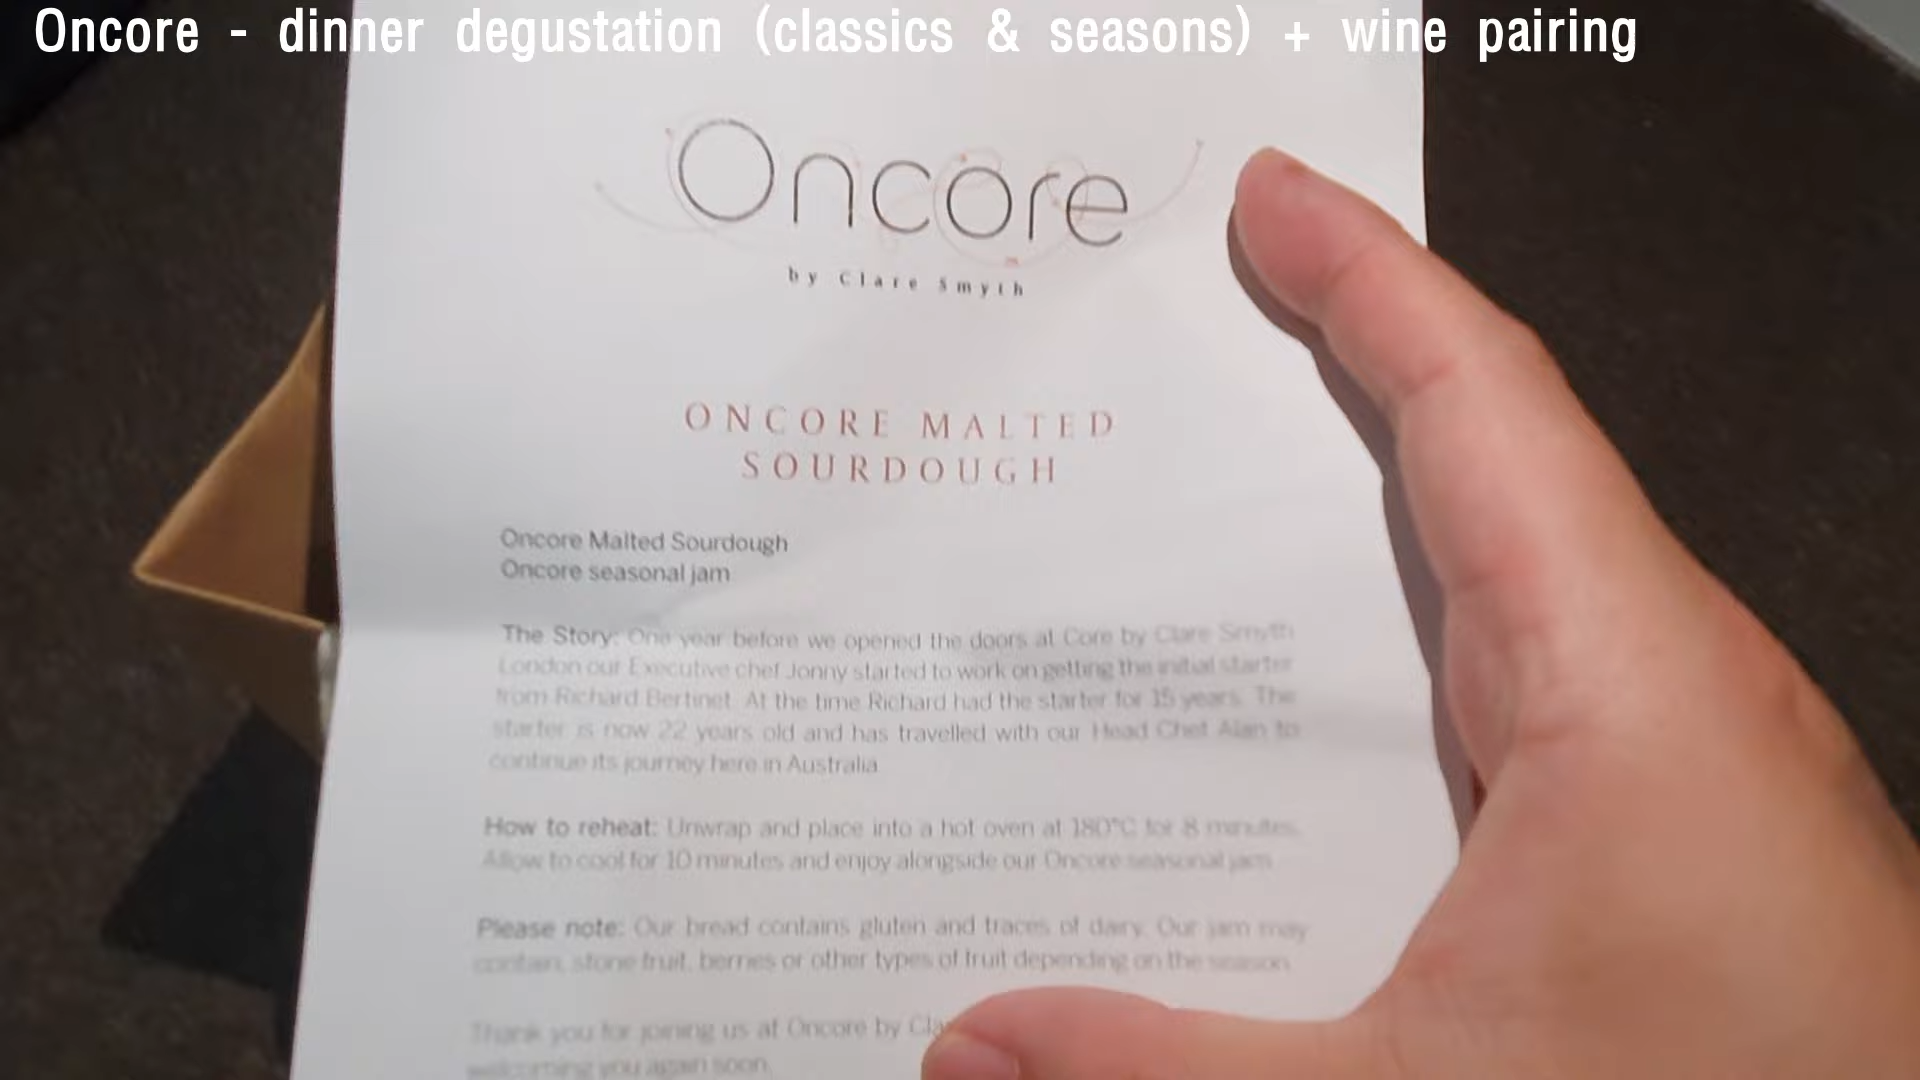 Oncore - dinner degustation (classics & seasons) + wine pairing
Oncore
by Clare Smyth
ONCORE MALTED
SOURDOUGH
Oncore Malted Sourdough
Oncore seasonal jam
The Story: One year before we opened the doors at Core by Clare Smyth
London our Executive chef Jonny started to work on getting the initial starter
from Richard Bertinet. At the time Richard had the starter for 15 years. The
starter is now 22 years old and has travelled with our Head Chef Alan to
continue its journey here in Australia.
How to reheat: Unwrap and place into a hot oven at 180°C for 8 minutes.
Allow to cool for 10 minutes and enjoy alongside our Oncore seasonal jam.
Please note: Our bread contains gluten and traces of dairy. Our jam may
contain, stone fruit, berries or other types of fruit depending on the season.
Thank you for joining us at Oncore by
welcoming you again soon.